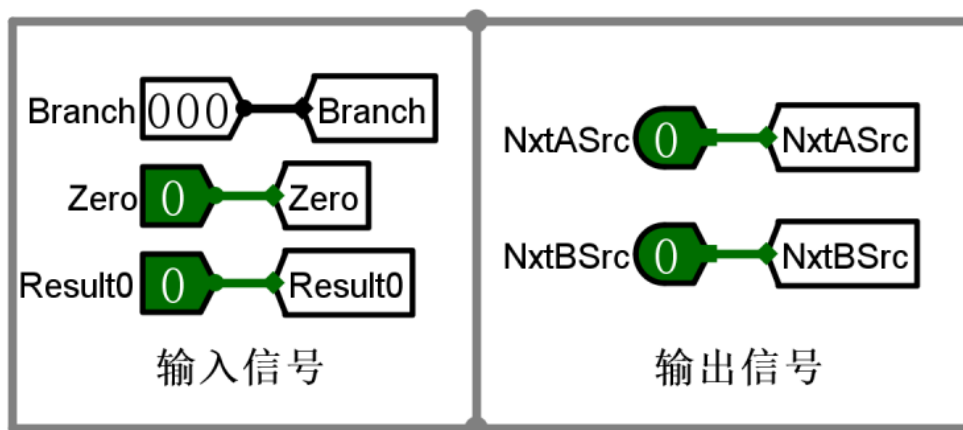 Branch 000 Branch
Zero 0 Zero
Result0 0 Result0
输入信号
NxtASrc 0 NxtASrc
NxtBSrc 0 NxtBSrc
输出信号